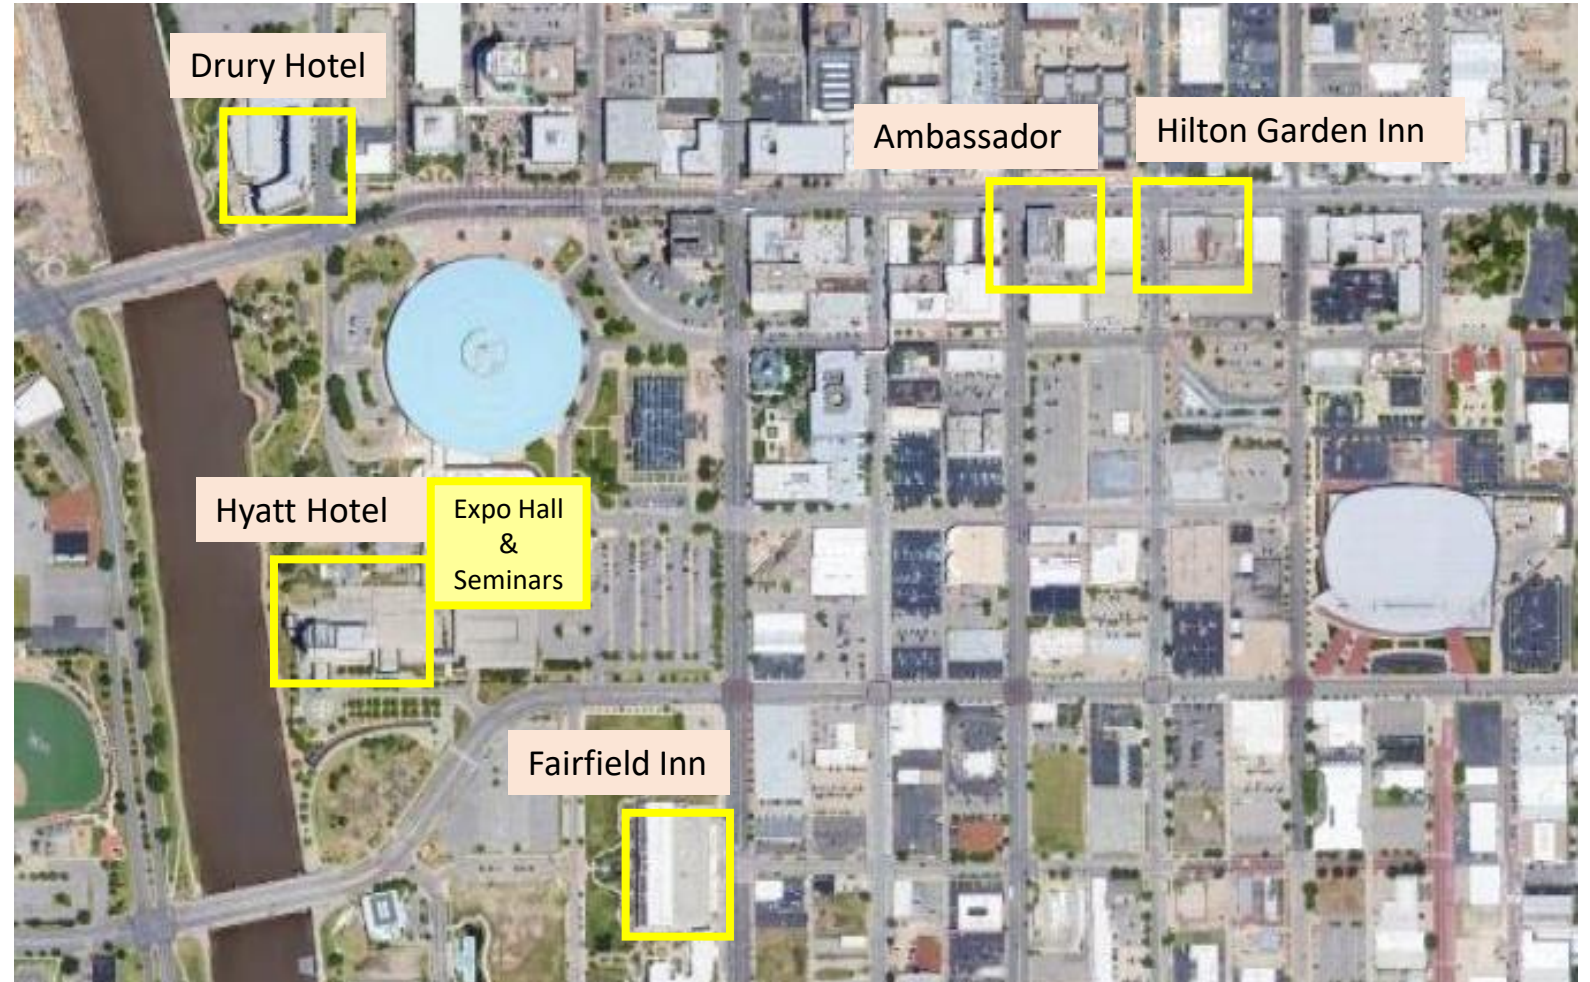 Drury Hotel
Ambassador
Hilton Garden Inn
Hyatt Hotel
Expo Hall
&
Seminars
Fairfield Inn